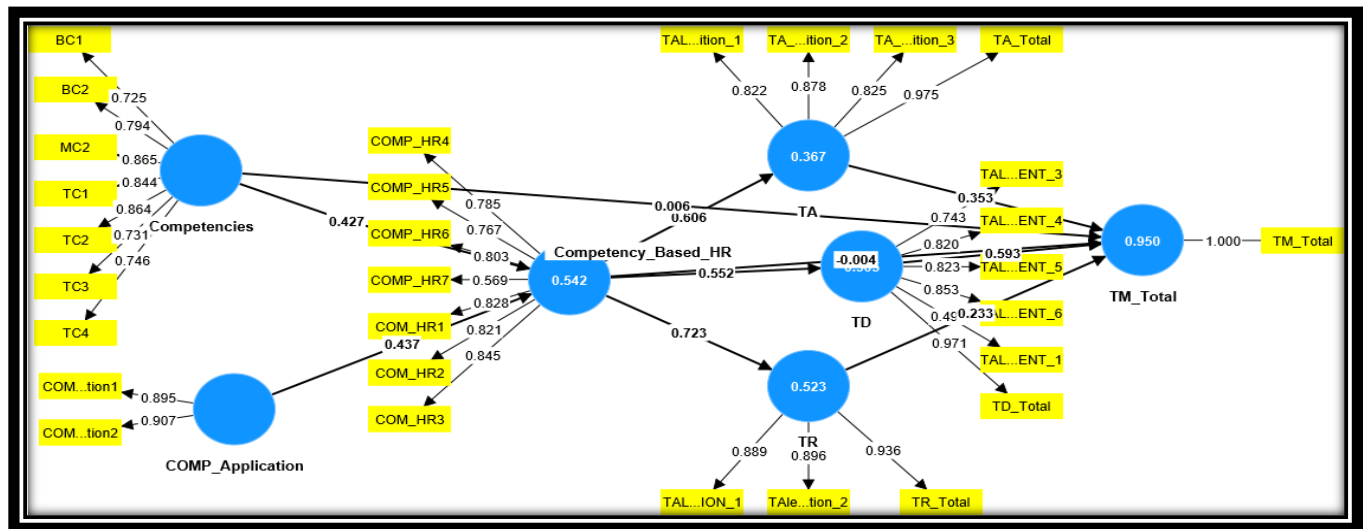 BC1
BC2
MC2
TC1
TC2
TC3
TC4
0.725
0.794
0.865
0.844
0.864
0.731
0.746
Competencies
COM...tion1
COM...tion2
0.895
0.907
COMP_Application
0.427
0.437
COMP_HR4
COMP_HR5
COMP_HR6
COMP_HR7
COM_HR1
COM_HR2
COM_HR3
0.785
0.767
0.803
0.569
0.828
0.821
0.845
Competency_Based_HR
0.542
0.006
0.606
0.552
0.723
TAL...ition_1
TA_...ition_2
TA_...ition_3
TA_Total
0.822
0.878
0.825
0.975
0.367
TA
-0.004
TD
TAL...ENT_3
TAL...ENT_4
TAL...ENT_5
TAL...ENT_6
TAL...ENT_1
TD_Total
0.743
0.820
0.823
0.853
0.971
0.523
TR
0.889
0.896
0.936
TAL...ION_1
TAle...tion_2
TR_Total
0.353
0.593
0.233
0.950
TM_Total
1.000
TM_Total